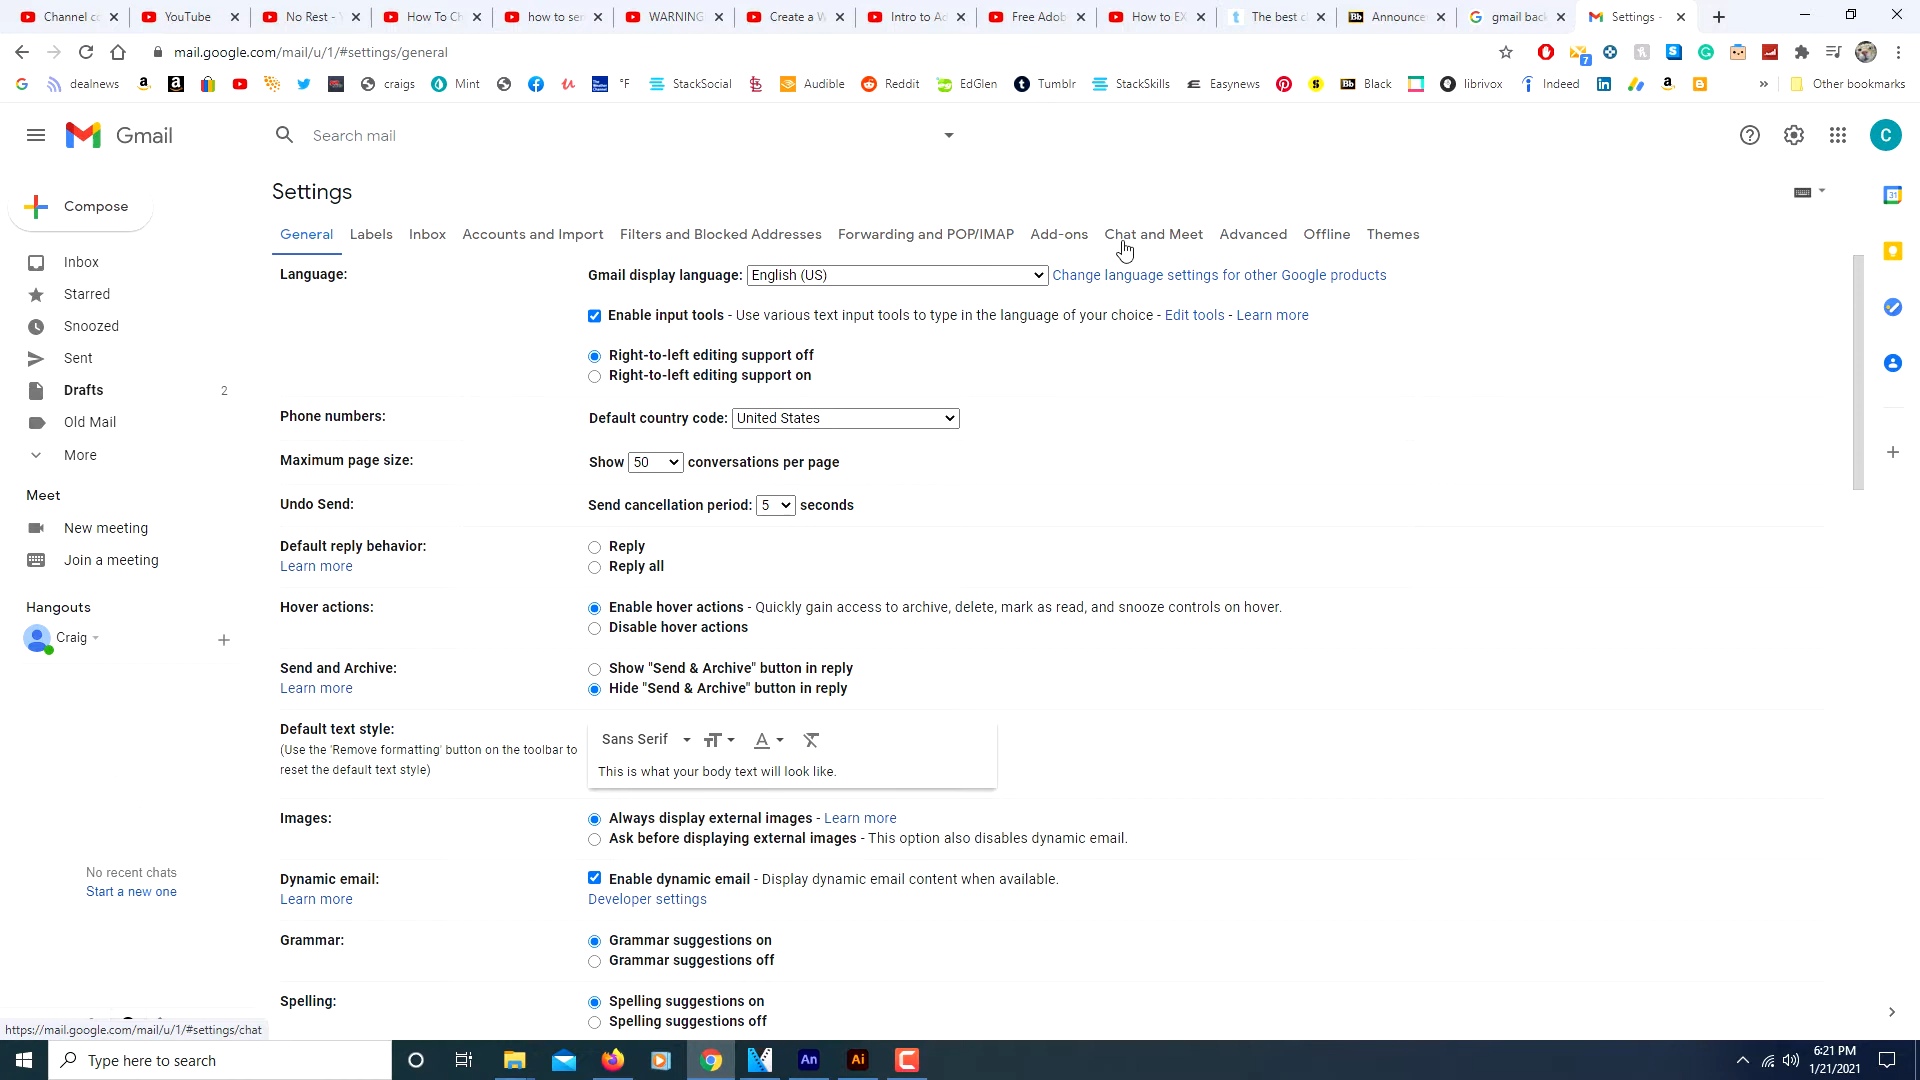 Channel co
YouTube
No Rest - Y
How To Ch
how to sen
WARNING
Create a W
Intro to Ad
Free Adob
How to EX
The best cl
Announce
gmail back
Settings -
mail.google.com/mail/u/1/#settings/general
7
dealnews
craigs
Mint
°F
StackSocial
Audible
Reddit
EdGlen
Tumblr
StackSkills
Easynews
Bb
Black
librivox
Indeed
Other bookmarks
Gmail
Search mail
C
Settings
Compose
General Labels Inbox Accounts and Import Filters and Blocked Addresses Forwarding and POP/IMAP Add-ons Chat and Meet Advanced Offline Themes
Inbox
Starred
Snoozed
Sent
Drafts 2
Old Mail
More
Meet
New meeting
Join a meeting
Hangouts
Craig
No recent chats
Start a new one
Language:
Gmail display language: English (US) Change language settings for other Google products
Enable input tools - Use various text input tools to type in the language of your choice - Edit tools - Learn more
Right-to-left editing support off
Right-to-left editing support on
Phone numbers:
Default country code: United States
Maximum page size:
Show 50 conversations per page
Undo Send:
Send cancellation period: 5 seconds
Default reply behavior:
Learn more
Reply
Reply all
Hover actions:
Enable hover actions - Quickly gain access to archive, delete, mark as read, and snooze controls on hover.
Disable hover actions
Send and Archive:
Learn more
Show "Send & Archive" button in reply
Hide "Send & Archive" button in reply
Default text style:
(Use the 'Remove formatting' button on the toolbar to
reset the default text style)
Sans Serif
This is what your body text will look like.
Images:
Always display external images - Learn more
Ask before displaying external images - This option also disables dynamic email.
Dynamic email:
Learn more
Enable dynamic email - Display dynamic email content when available.
Developer settings
Grammar:
Grammar suggestions on
Grammar suggestions off
Spelling:
Spelling suggestions on
Spelling suggestions off
https://mail.google.com/mail/u/1/#settings/chat
Type here to search
An
Ai
6:21 PM
1/21/2021